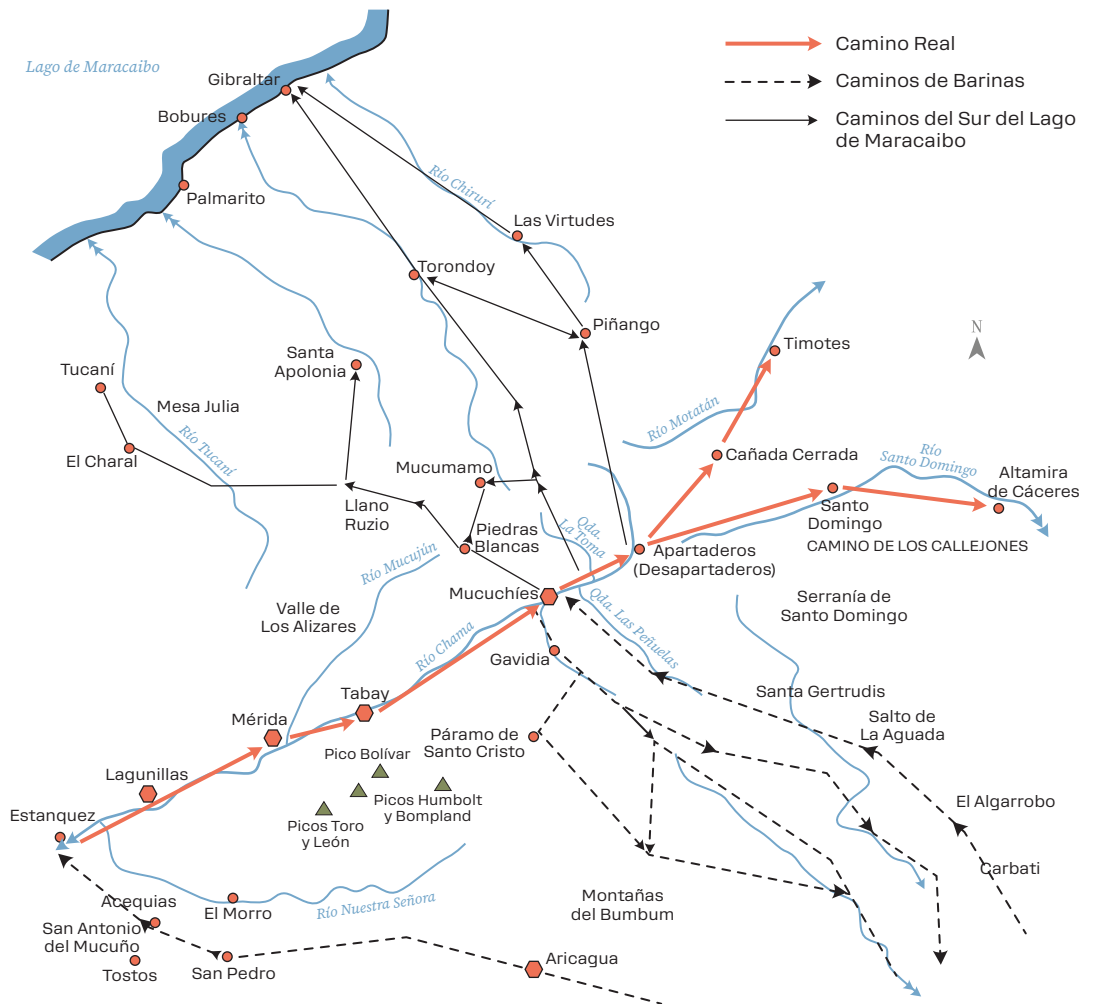 Camino Real
Caminos de Barinas
Caminos del Sur del Lago
de Maracaibo
Lago de Maracaibo
Gibraltar
Bobures
Palmarito
Río Chirurí
Las Virtudes
Torondoy
Piñango
N
Timotes
Santa
Apolonia
Tucaní
Mesa Julia
Río Tucaní
El Charal
Río Motatán
Cañada Cerrada
Río
Santo Domingo
Altamira
de Cáceres
Mucumamo
Llano
Ruzio
Santo
Domingo
Piedras
Blancas
Qda.
La Toma
Apartaderos
(Desapartaderos)
CAMINO DE LOS CALLEJONES
Río Mucujún
Mucuchíes
Qda. Las Peñuelas
Serranía de
Santo Domingo
Valle de
Los Alizares
Río Chama
Gavidia
Tabay
Santa Gertrudis
Mérida
Páramo de
Santo Cristo
Salto de
La Aguada
Pico Bolívar
Lagunillas
Picos Humbolt
y Bompland
El Algarrobo
Estanquez
Picos Toro
y León
Carbati
Acequias
El Morro
Río Nuestra Señora
Montañas
del Bumbum
San Antonio
del Mucuño
Tostos
San Pedro
Aricagua